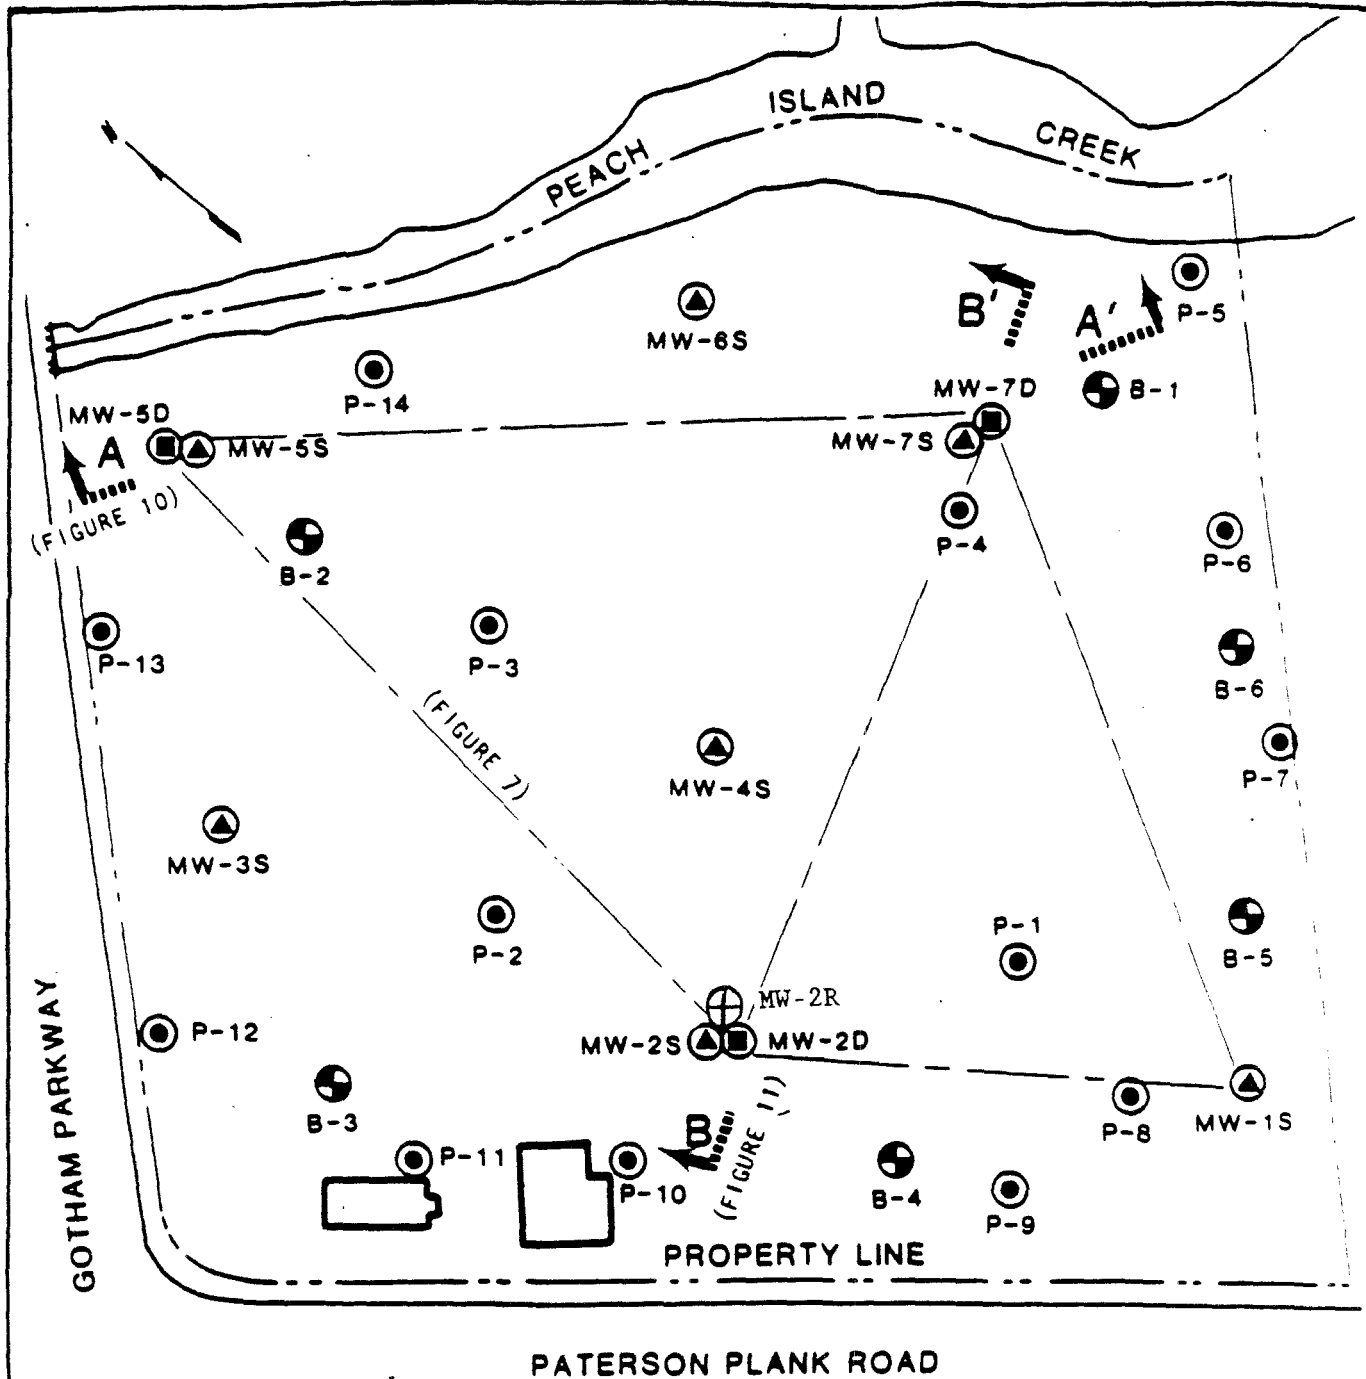 ISLAND
CREEK
PEACH
N
B'
A'
P-5
MW-6S
P-14
MW-7D
B-1
MW-5D
A
MW-5S
MW-7S
(FIGURE 10)
P-4
B-2
P-6
P-13
P-3
B-6
(FIGURE 7)
MW-4S
P-7
MW-3S
P-2
P-1
B-5
GOTHAM PARKWAY
MW-2R
P-12
MW-2S
MW-2D
B-3
P-8
MW-1S
B
(FIGURE 11)
P-11
P-10
B-4
P-9
PROPERTY LINE
PATERSON PLANK ROAD